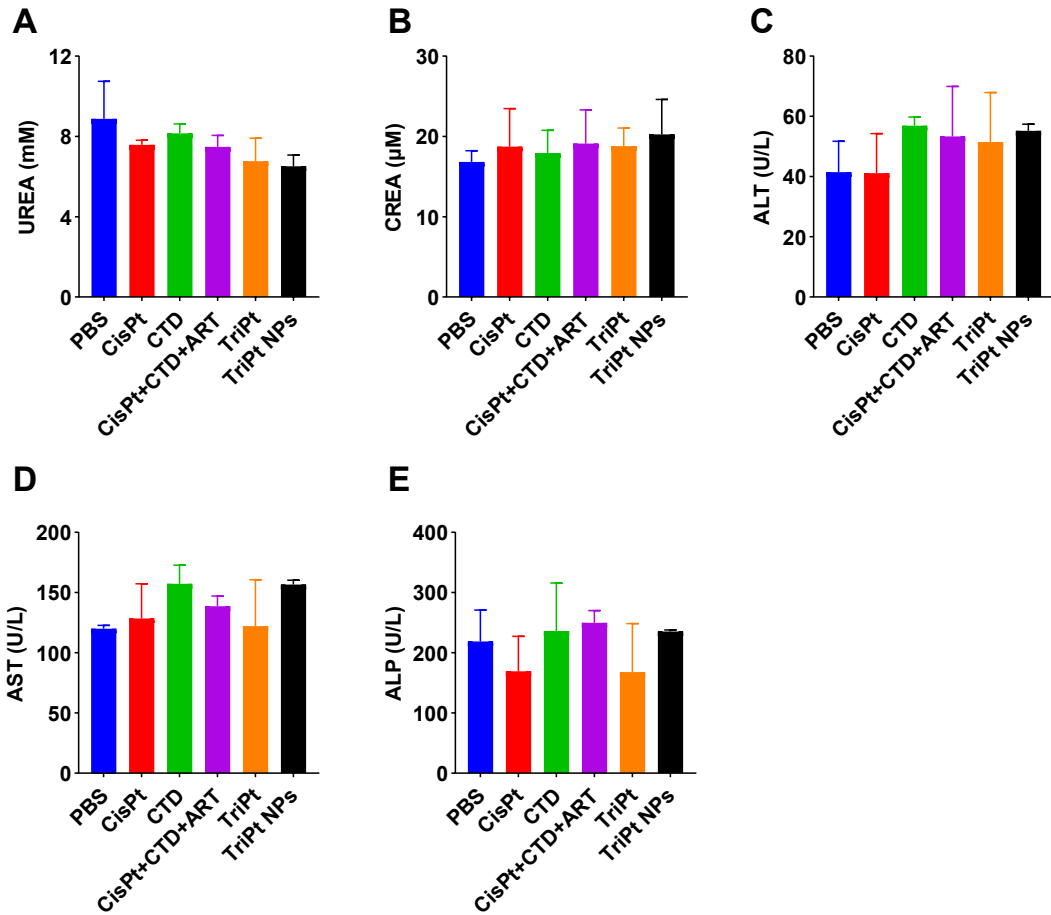 A
UREA (mM)
12
8
4
0
PBS
CisPt
CTD
CisPt+CTD+ART
TriPt
TriPt NPs
B
CREA (µM)
30
20
10
0
PBS
CisPt
CTD
CisPt+CTD+ART
TriPt
TriPt NPs
C
ALT (U/L)
80
60
40
20
0
PBS
CisPt
CTD
CisPt+CTD+ART
TriPt
TriPt NPs
D
AST (U/L)
200
150
100
50
0
PBS
CisPt
CTD
CisPt+CTD+ART
TriPt
TriPt NPs
E
ALP (U/L)
400
300
200
100
0
PBS
CisPt
CTD
CisPt+CTD+ART
TriPt
TriPt NPs